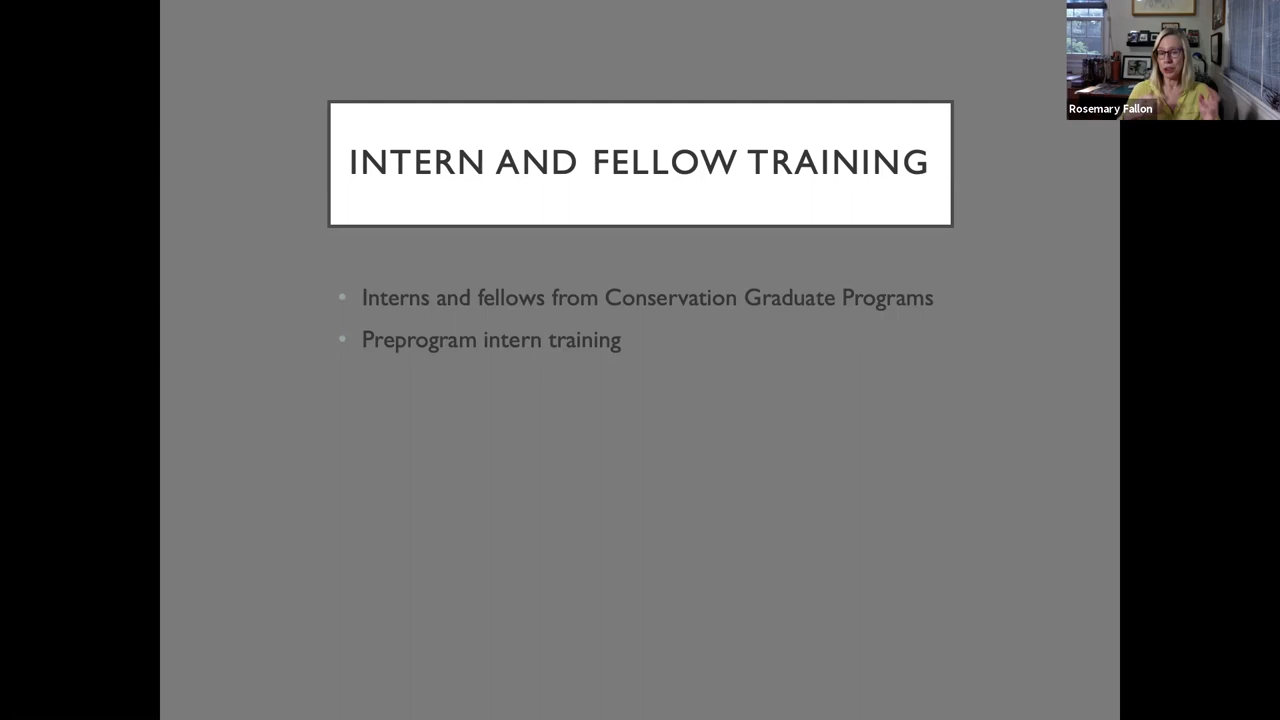 Rosemary Fallon
INTERN AND FELLOW TRAINING
• Interns and fellows from Conservation Graduate Programs
• Preprogram intern training